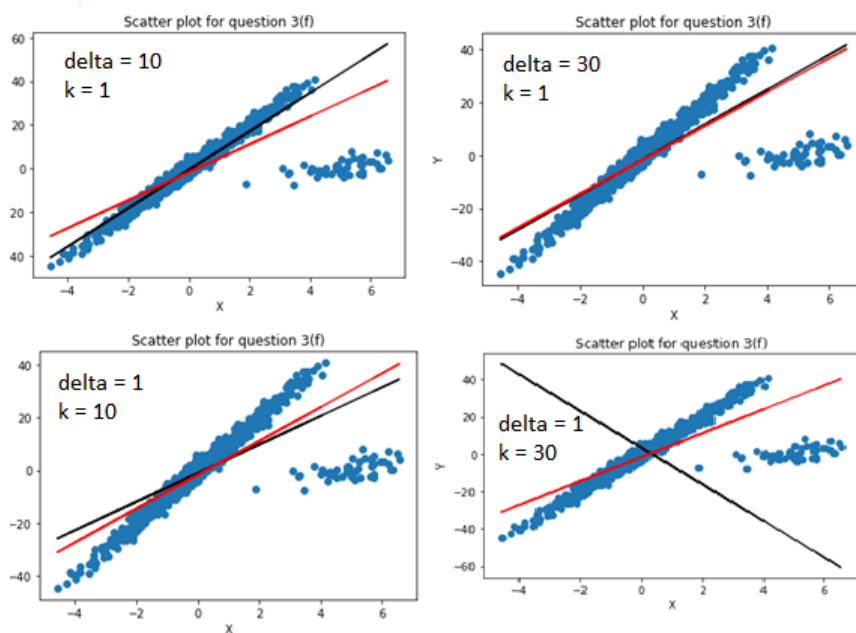 Scatter plot for question 3(f)
delta = 10
k = 1
60
40
20
0
20
40
-4
-2
0
2
4
6
X
Scatter plot for question 3(f)
delta = 30
k = 1
Y
40
20
0
-20
-40
-4
-2
0
2
4
6
X
Scatter plot for question 3(f)
delta = 1
k = 10
40
20
0
-20
-40
-4
-2
0
2
4
6
X
Scatter plot for question 3(f)
delta = 1
k = 30
Y
60
40
20
0
-20
-40
-60
-4
-2
0
2
4
6
X